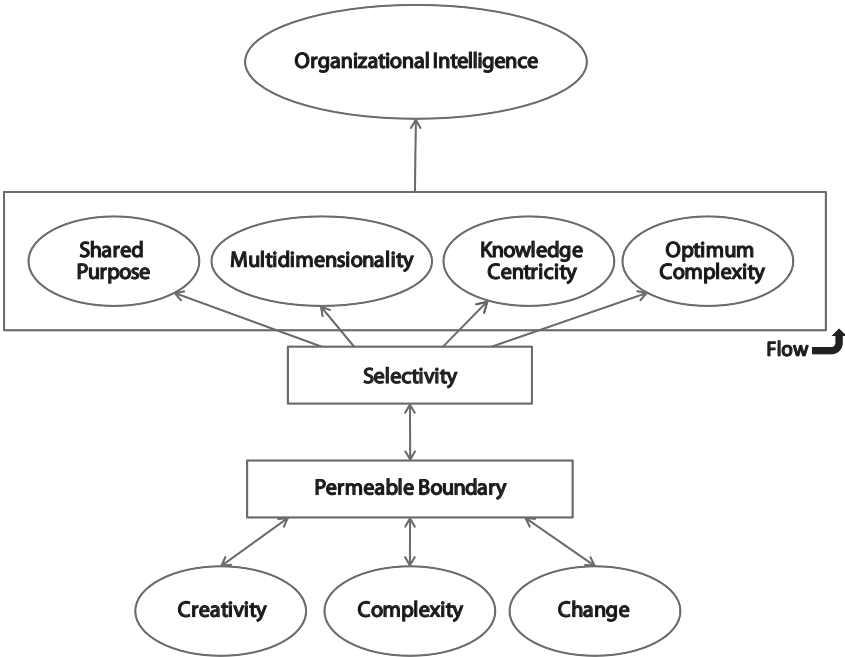 Organizational Intelligence
Shared
Purpose
Multidimensionality
Knowledge
Centricity
Optimum
Complexity
Flow
Selectivity
Permeable Boundary
Creativity
Complexity
Change